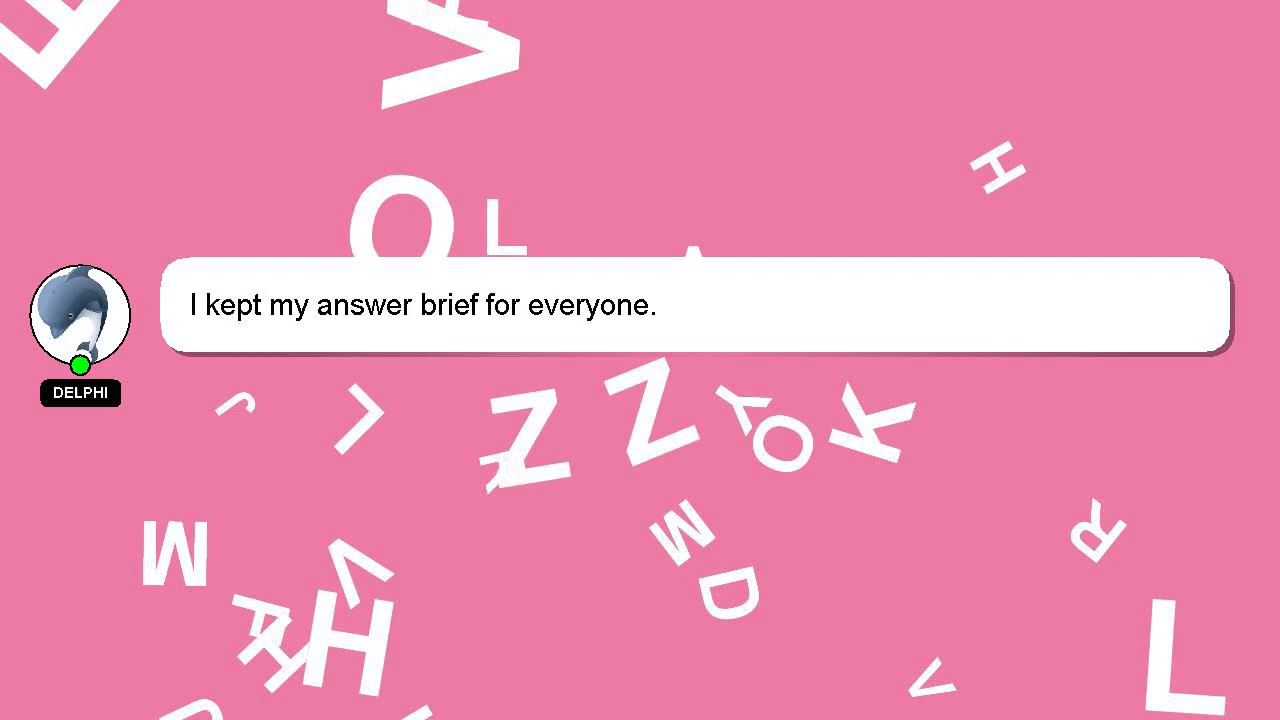 I kept my answer brief for everyone.
DELPHI
E
V
O
L
H
J
L
Z
Z
Y
O
K
R
M
V
M
D
R
H
L
V